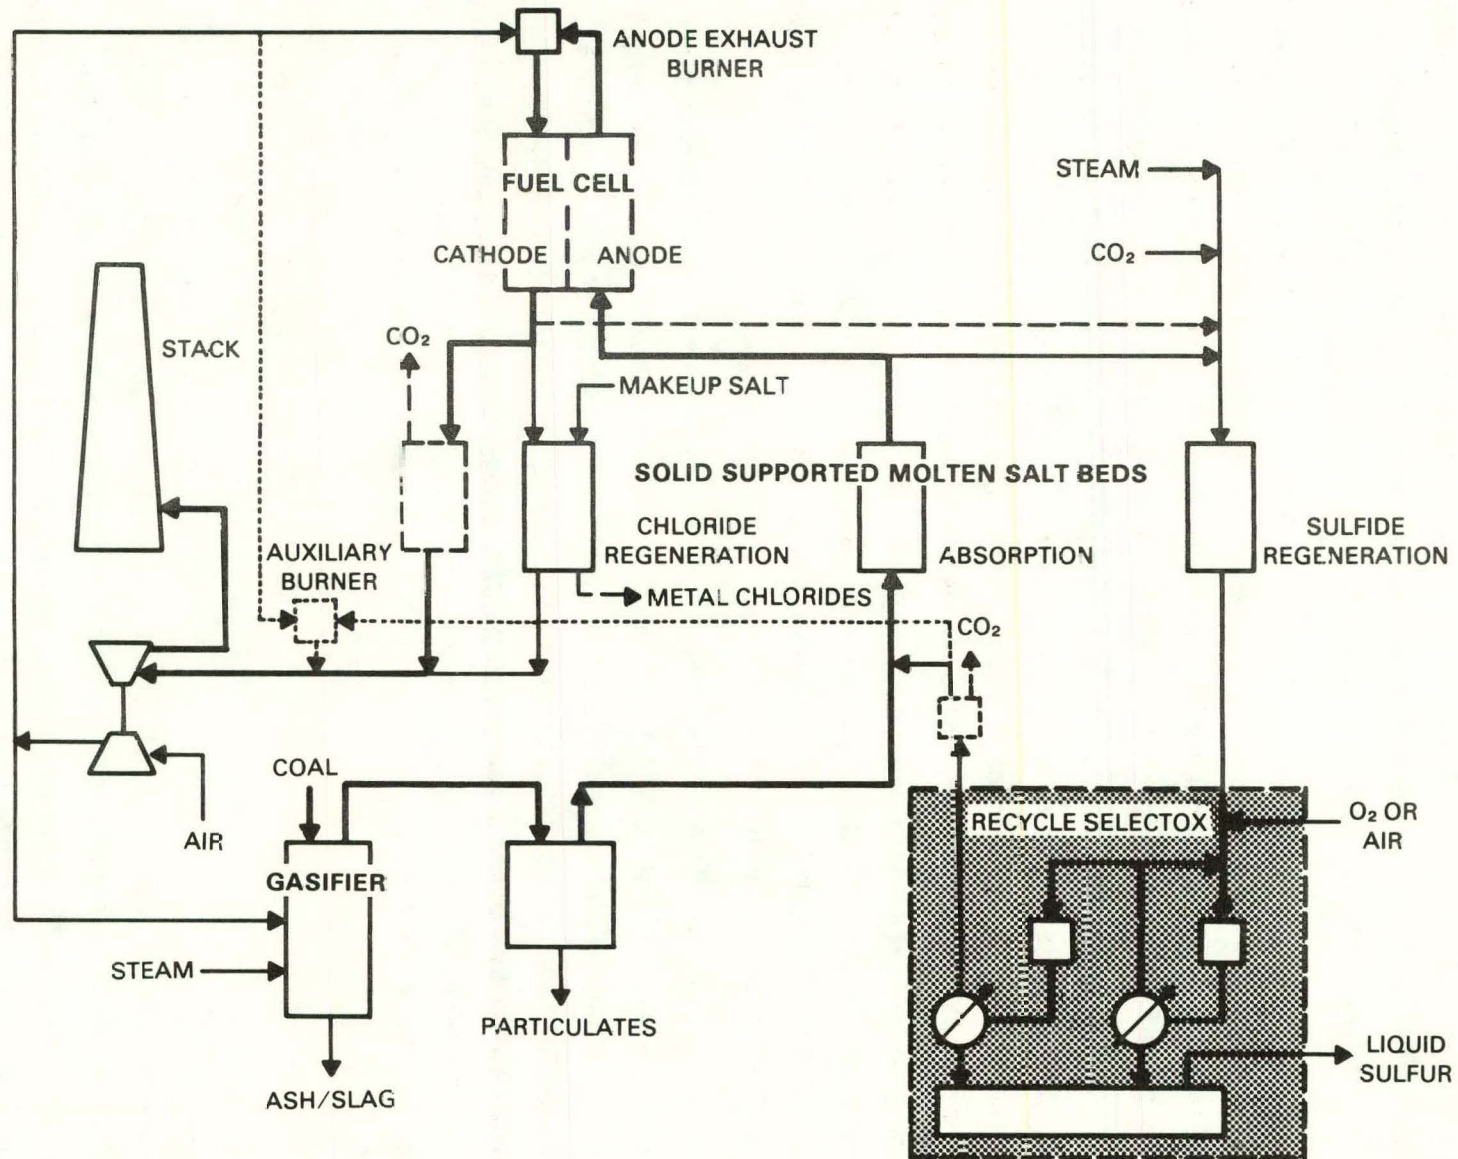 ANODE EXHAUST
BURNER
STEAM
FUEL CELL
CO₂
CATHODE
ANODE
STACK
CO₂
MAKEUP SALT
SOLID SUPPORTED MOLTEN SALT BEDS
CHLORIDE
REGENERATION
ABSORPTION
SULFIDE
REGENERATION
AUXILIARY
BURNER
METAL CHLORIDES
CO₂
COAL
AIR
RECYCLE SELECTOX
O₂ OR
AIR
GASIFIER
STEAM
PARTICULATES
LIQUID
SULFUR
ASH/SLAG